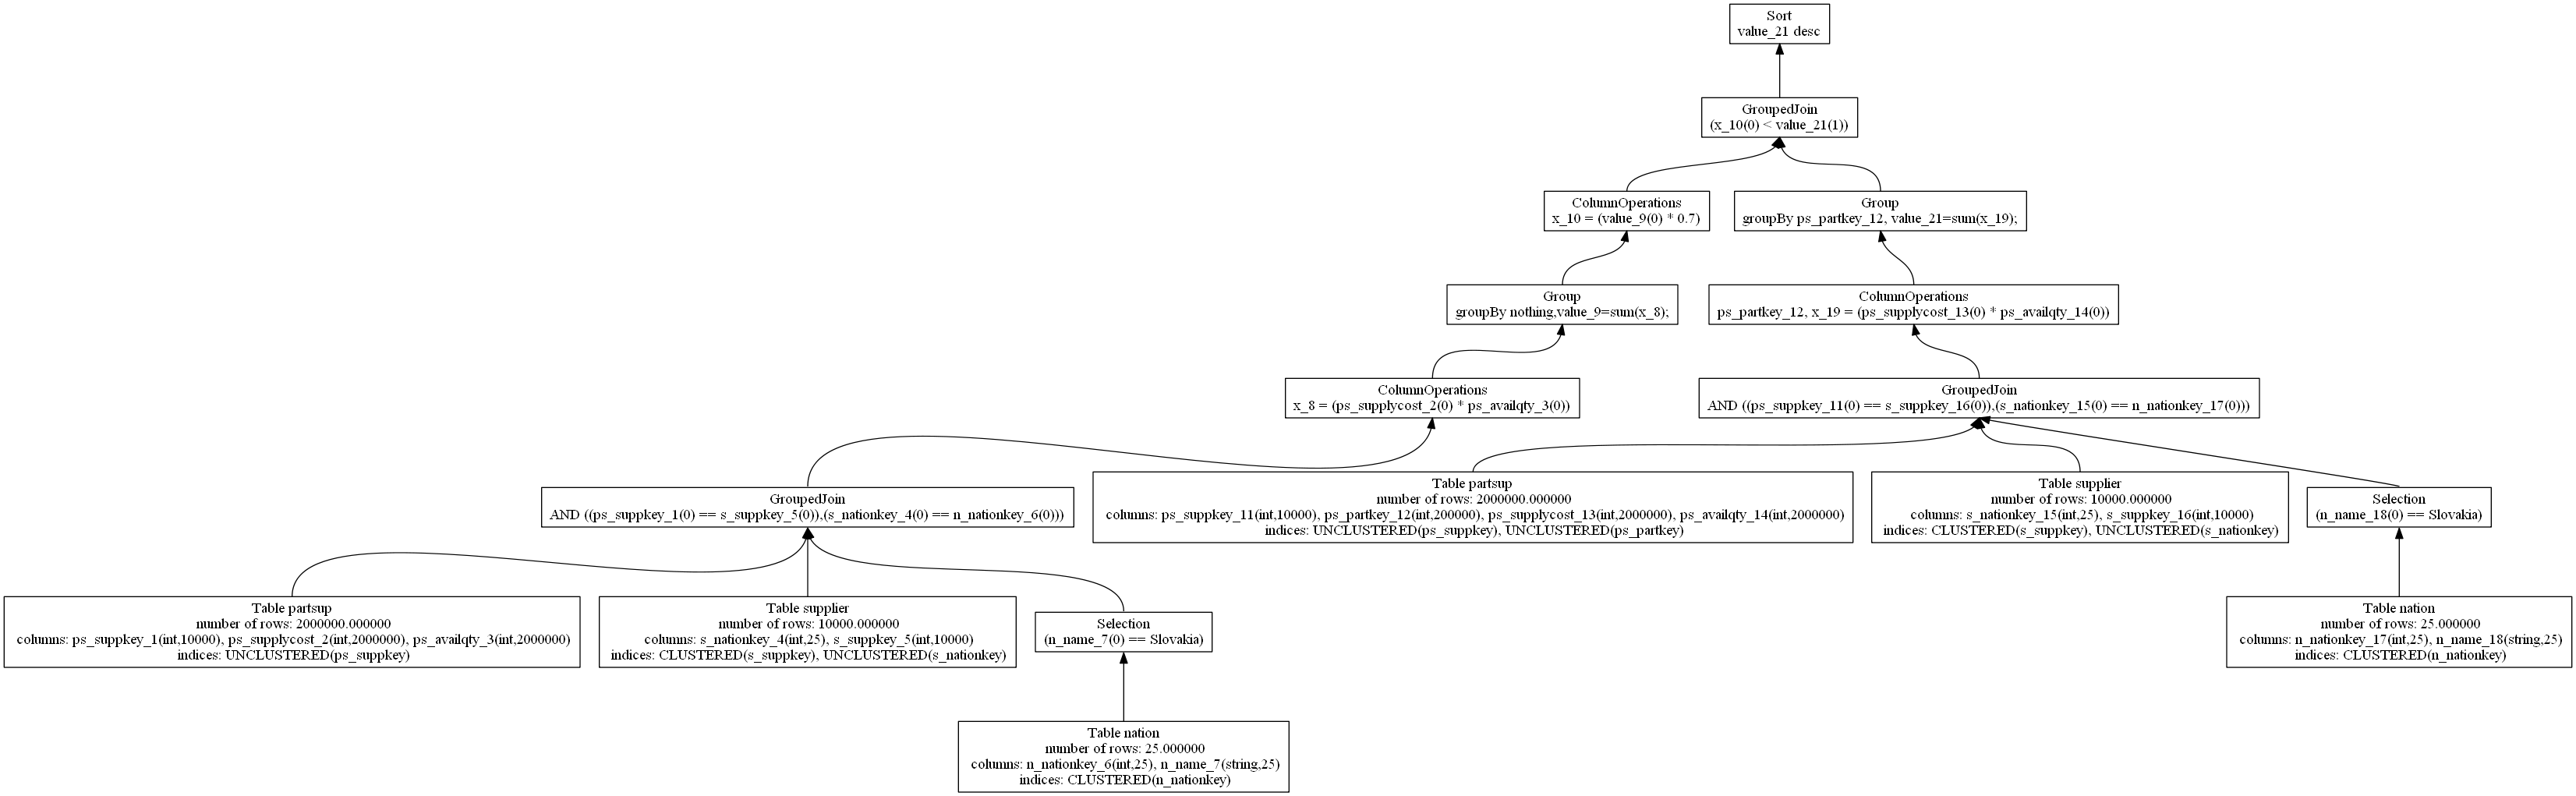 Sort
value_21 desc
GroupedJoin
(x_10(0) < value_21(1))
ColumnOperations
x_10 = (value_9(0) * 0.7)
Group
groupBy ps_partkey_12, value_21=sum(x_19);
Group
groupBy nothing,value_9=sum(x_8);
ColumnOperations
ps_partkey_12, x_19 = (ps_supplycost_13(0) * ps_availqty_14(0))
ColumnOperations
x_8 = (ps_supplycost_2(0) * ps_availqty_3(0))
GroupedJoin
AND ((ps_suppkey_11(0) == s_suppkey_16(0)),(s_nationkey_15(0) == n_nationkey_17(0)))
GroupedJoin
AND ((ps_suppkey_1(0) == s_suppkey_5(0)),(s_nationkey_4(0) == n_nationkey_6(0)))
Table partsup
number of rows: 2000000.000000
columns: ps_suppkey_11(int,10000), ps_partkey_12(int,200000), ps_supplycost_13(int,2000000), ps_availqty_14(int,2000000)
indices: UNCLUSTERED(ps_suppkey), UNCLUSTERED(ps_partkey)
Table supplier
number of rows: 10000.000000
columns: s_nationkey_15(int,25), s_suppkey_16(int,10000)
indices: CLUSTERED(s_suppkey), UNCLUSTERED(s_nationkey)
Selection
(n_name_18(0) == Slovakia)
Table partsup
number of rows: 2000000.000000
columns: ps_suppkey_1(int,10000), ps_supplycost_2(int,2000000), ps_availqty_3(int,2000000)
indices: UNCLUSTERED(ps_suppkey)
Table supplier
number of rows: 10000.000000
columns: s_nationkey_4(int,25), s_suppkey_5(int,10000)
indices: CLUSTERED(s_suppkey), UNCLUSTERED(s_nationkey)
Selection
(n_name_7(0) == Slovakia)
Table nation
number of rows: 25.000000
columns: n_nationkey_17(int,25), n_name_18(string,25)
indices: CLUSTERED(n_nationkey)
Table nation
number of rows: 25.000000
columns: n_nationkey_6(int,25), n_name_7(string,25)
indices: CLUSTERED(n_nationkey)